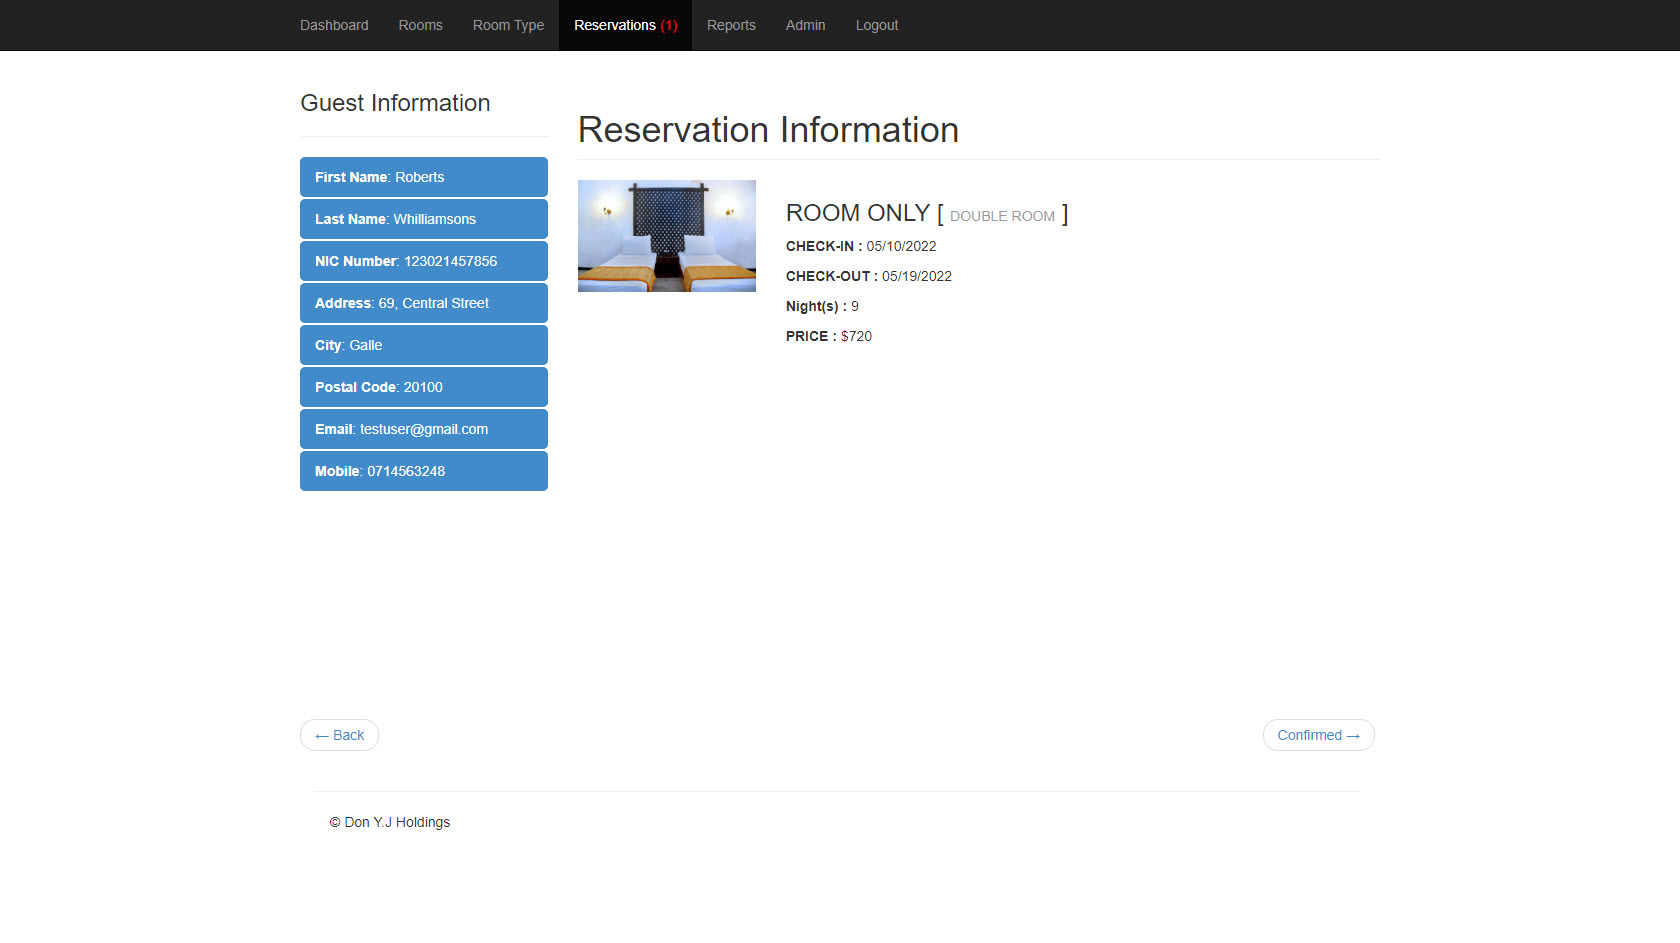 Dashboard Rooms Room Type Reservations (1) Reports Admin Logout
Guest Information
First Name: Roberts
Last Name: Whilliamsons
NIC Number: 123021457856
Address: 69, Central Street
City: Galle
Postal Code: 20100
Email: testuser@gmail.com
Mobile: 0714563248
Reservation Information
ROOM ONLY [ DOUBLE ROOM ]
CHECK-IN : 05/10/2022
CHECK-OUT : 05/19/2022
Night(s) : 9
PRICE : $720
← Back
Confirmed →
© Don Y.J Holdings